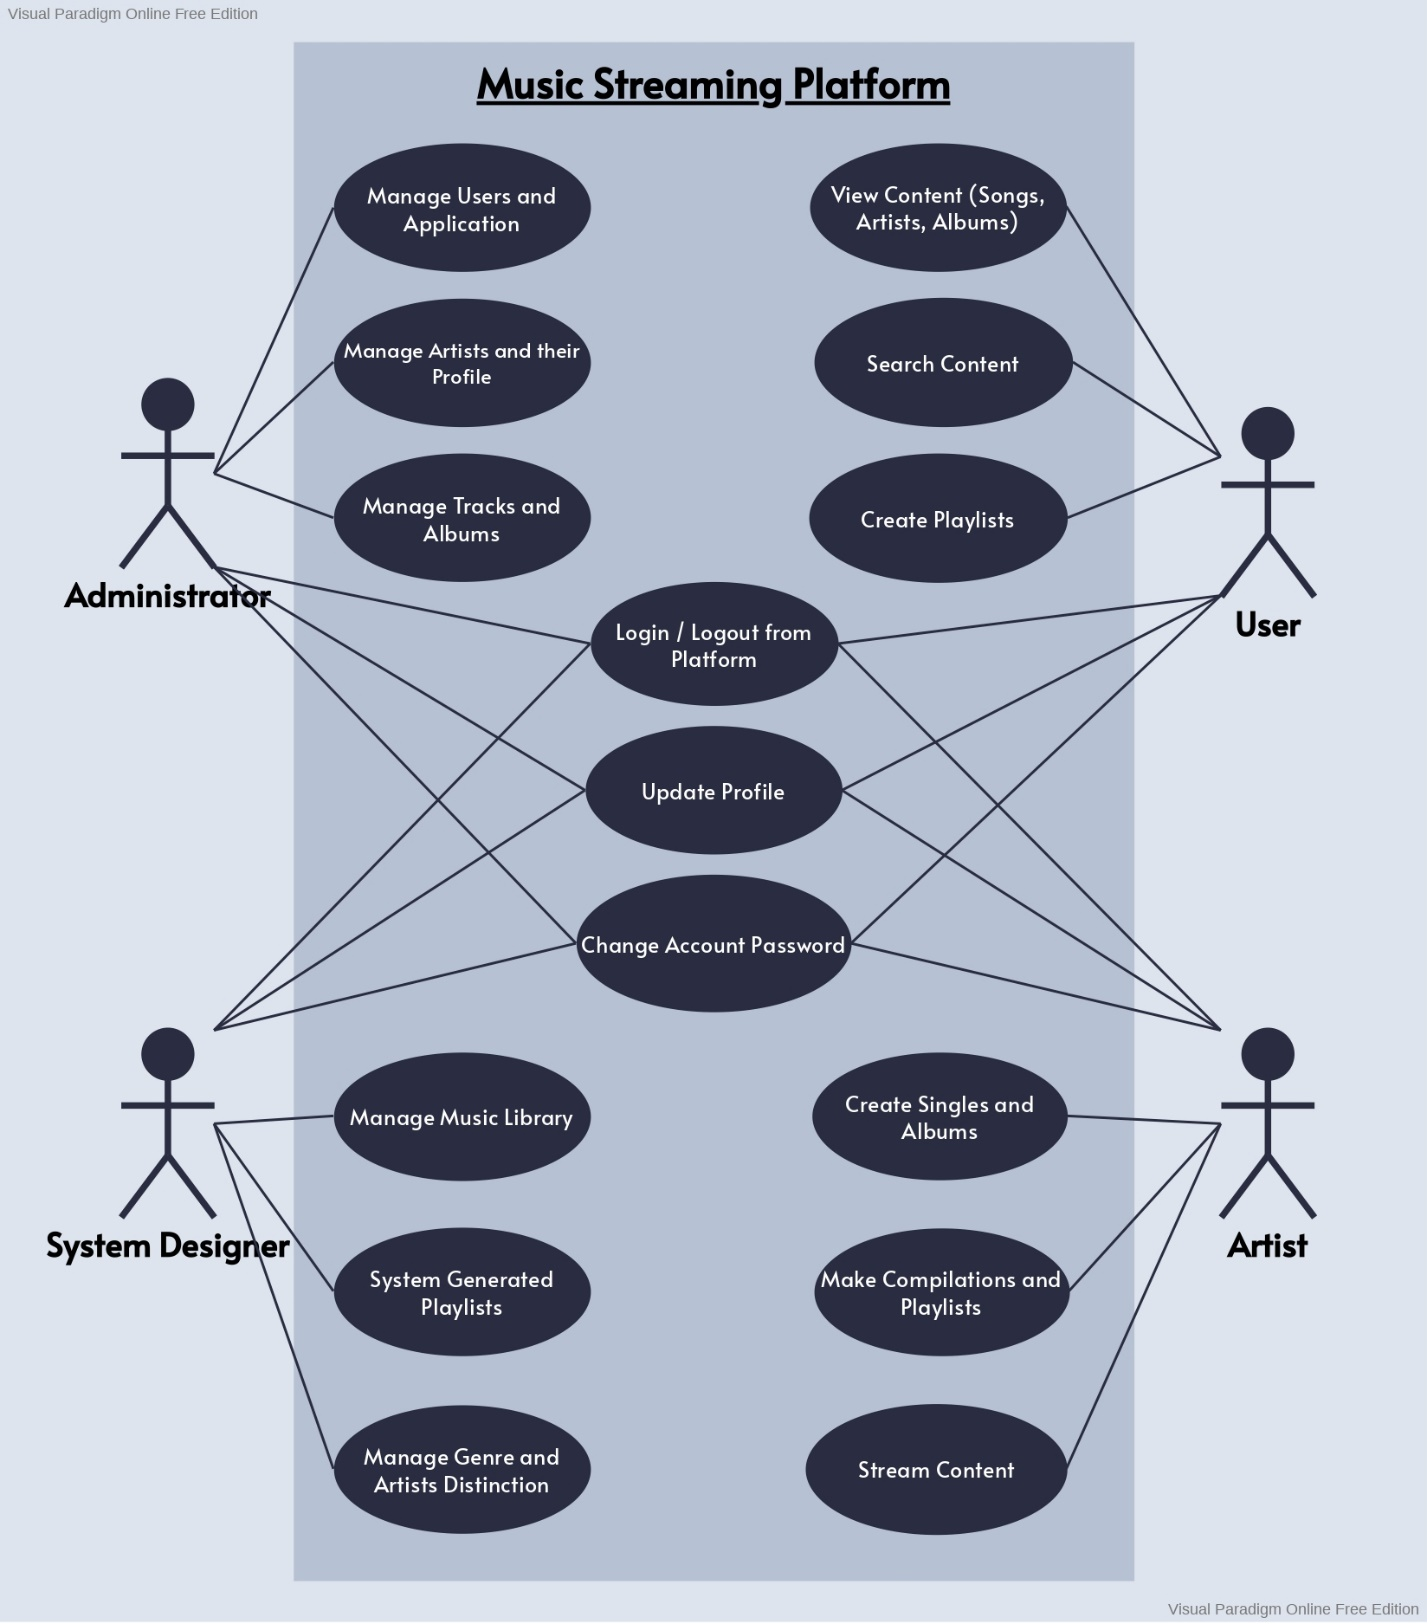 Visual Paradigm Online Free Edition
Music Streaming Platform
Manage Users and
Application
View Content (Songs,
Artists, Albums)
Manage Artists and their
Profile
Search Content
Manage Tracks and
Albums
Create Playlists
Administrator
User
Login / Logout from
Platform
Update Profile
Change Account Password
Manage Music Library
Create Singles and
Albums
System Designer
Artist
System Generated
Playlists
Make Compilations and
Playlists
Manage Genre and
Artists Distinction
Stream Content
Visual Paradigm Online Free Edition